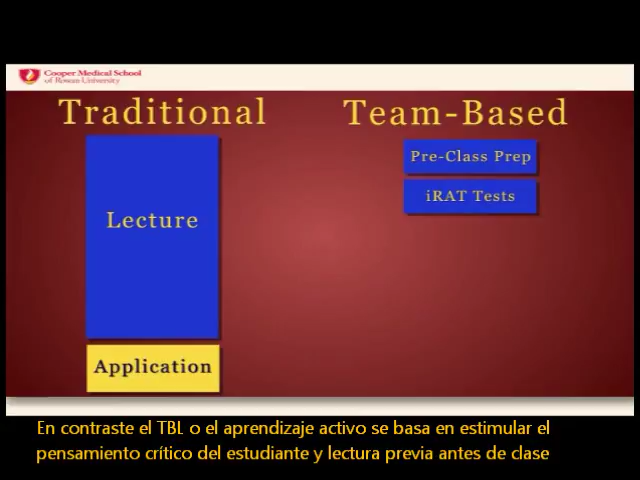 Cooper Medical School
of Rowan University
Traditional
Team-Based
Lecture
Application
Pre-Class Prep
iRAT Tests
En contraste el TBL o el aprendizaje activo se basa en estimular el
pensamiento crítico del estudiante y lectura previa antes de clase